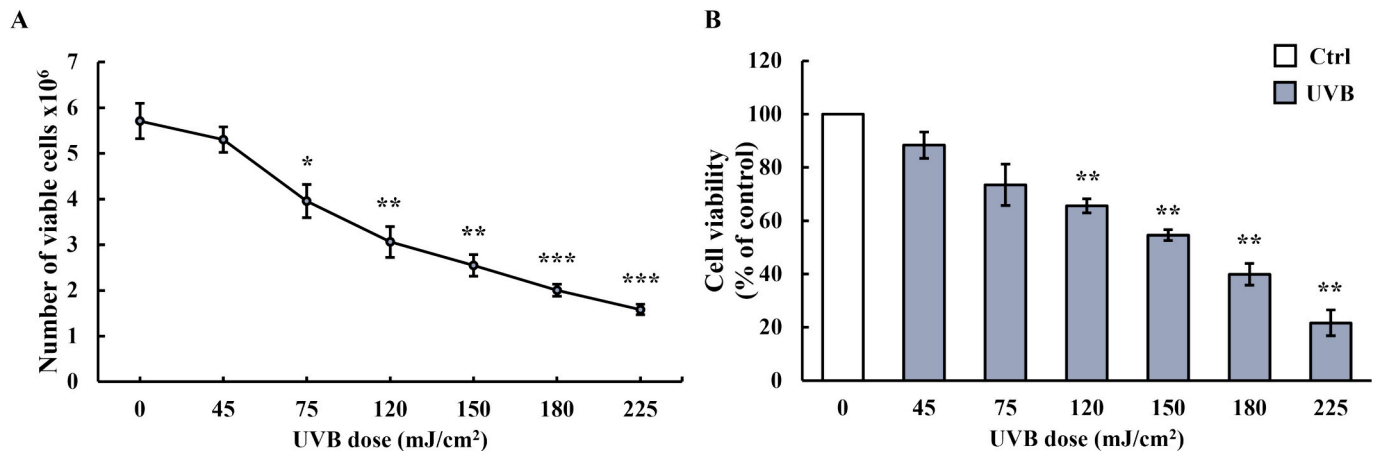 A
Number of viable cells x10⁶
7
6
5
4
3
2
1
0
*
**
**
***
***
0 45 75 120 150 180 225
UVB dose (mJ/cm²)
B
Cell viability
(% of control)
120
100
80
60
40
20
0
Ctrl
UVB
**
**
**
**
0 45 75 120 150 180 225
UVB dose (mJ/cm²)